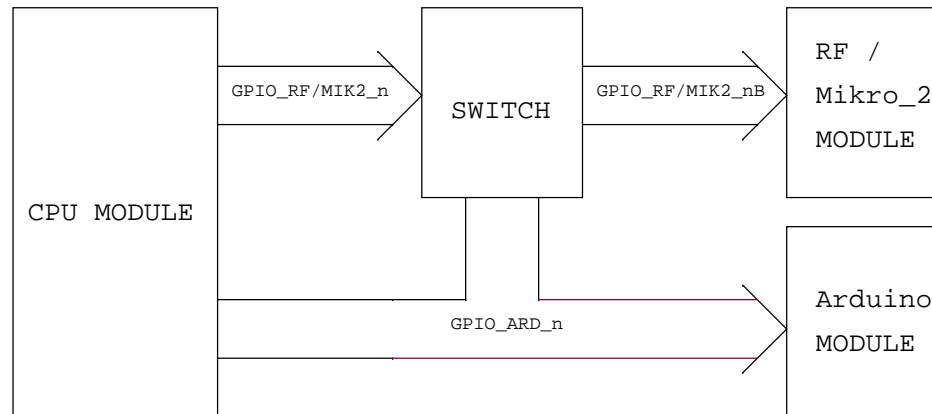 RF /
Mikro_2
MODULE
GPIO_RF/MIK2_n
SWITCH
GPIO_RF/MIK2_nB
CPU MODULE
GPIO_ARD_n
Arduino
MODULE